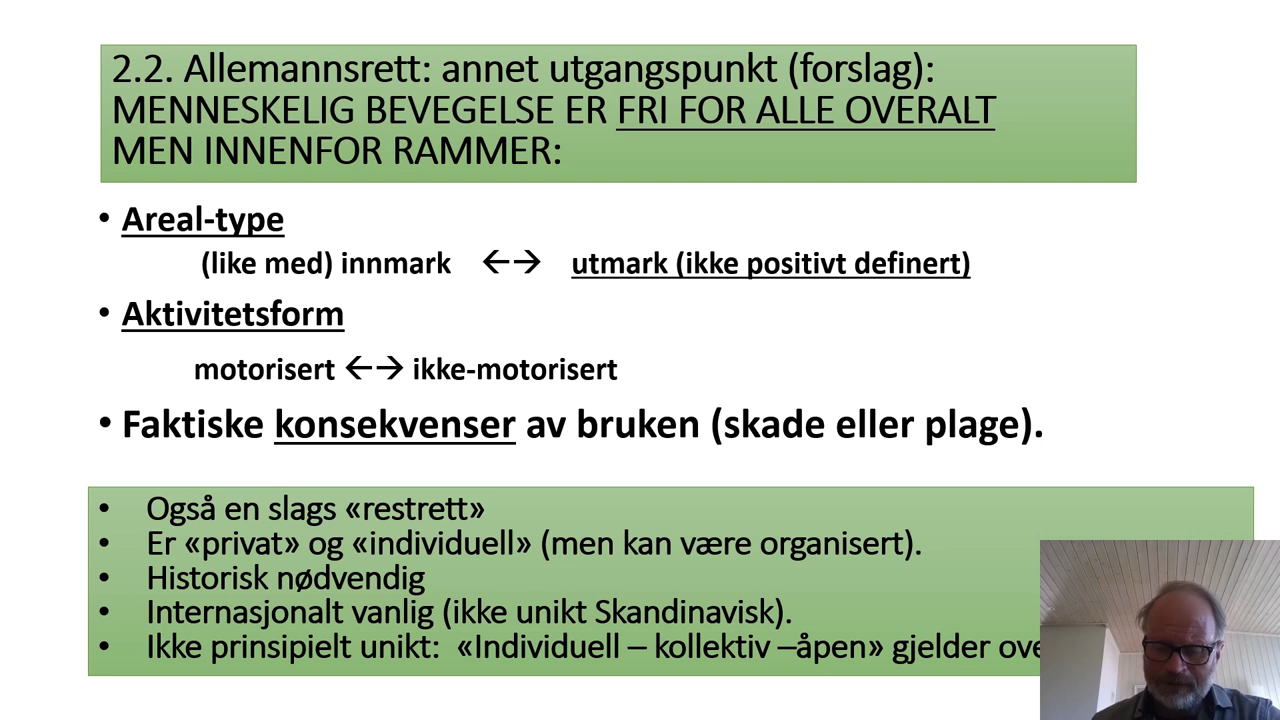 2.2. Allemannsrett: annet utgangspunkt (forslag):
MENNESKELIG BEVEGELSE ER FRI FOR ALLE OVERALT
MEN INNENFOR RAMMER:
• Areal-type
(like med) innmark ←→ utmark (ikke positivt definert)
• Aktivitetsform
motorisert ←→ ikke-motorisert
• Faktiske konsekvenser av bruken (skade eller plage).
• Også en slags «restrett»
• Er «privat» og «individuell» (men kan være organisert).
• Historisk nødvendig
• Internasjonalt vanlig (ikke unikt Skandinavisk).
• Ikke prinsipielt unikt: «Individuell – kollektiv –åpen» gjelder